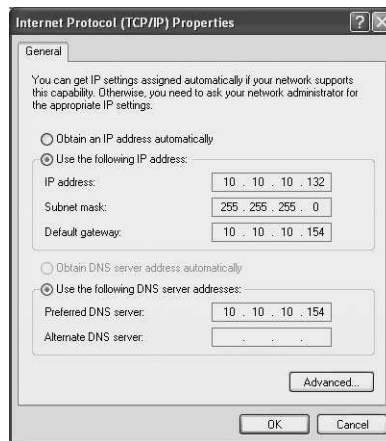 Internet Protocol (TCP/IP) Properties
General
You can get IP settings assigned automatically if your network supports
this capability. Otherwise, you need to ask your network administrator for
the appropriate IP settings.
Obtain an IP address automatically
Use the following IP address:
IP address: 10 . 10 . 10 . 132
Subnet mask: 255 . 255 . 255 . 0
Default gateway: 10 . 10 . 10 . 154
Obtain DNS server address automatically
Use the following DNS server addresses:
Preferred DNS server: 10 . 10 . 10 . 154
Alternate DNS server: . . .
Advanced...
OK Cancel